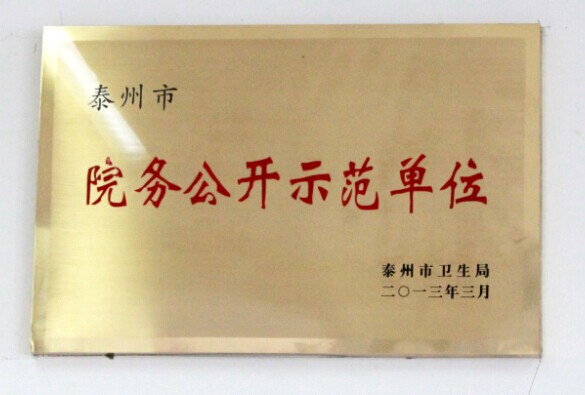 泰州市
院务公开示范单位
泰州市卫生局
二〇一三年三月